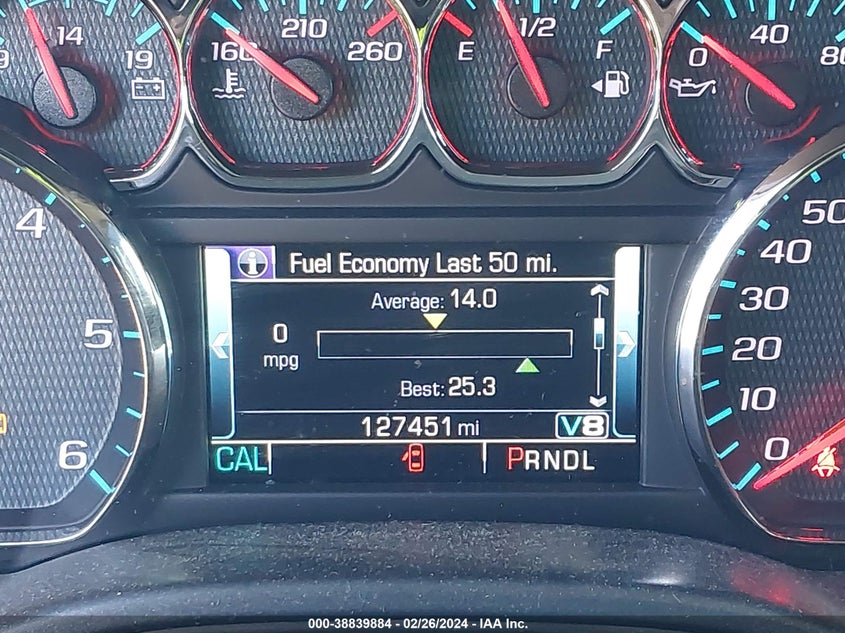 9 14 19
160 210 260
E 1/2 F
0 40 80
4
5
6
Fuel Economy Last 50 mi.
Average: 14.0
0
mpg
Best: 25.3
127451 mi V8
CAL PRNDL
50
40
30
20
10
0
000-38839884 - 02/26/2024 - IAA Inc.